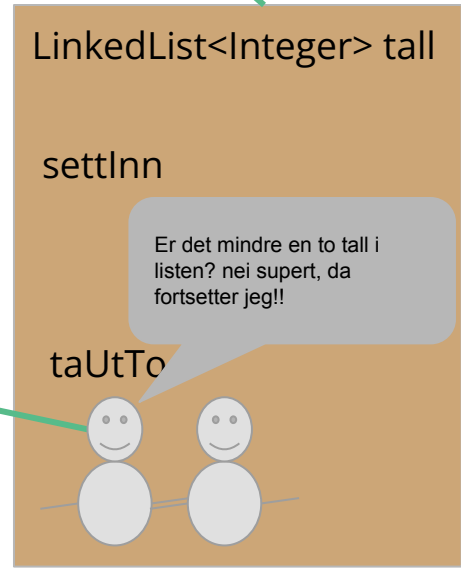 LinkedList<Integer> tall
settInn
Er det mindre en to tall i
listen? nei supert, da
fortsetter jeg!!
taUtTo